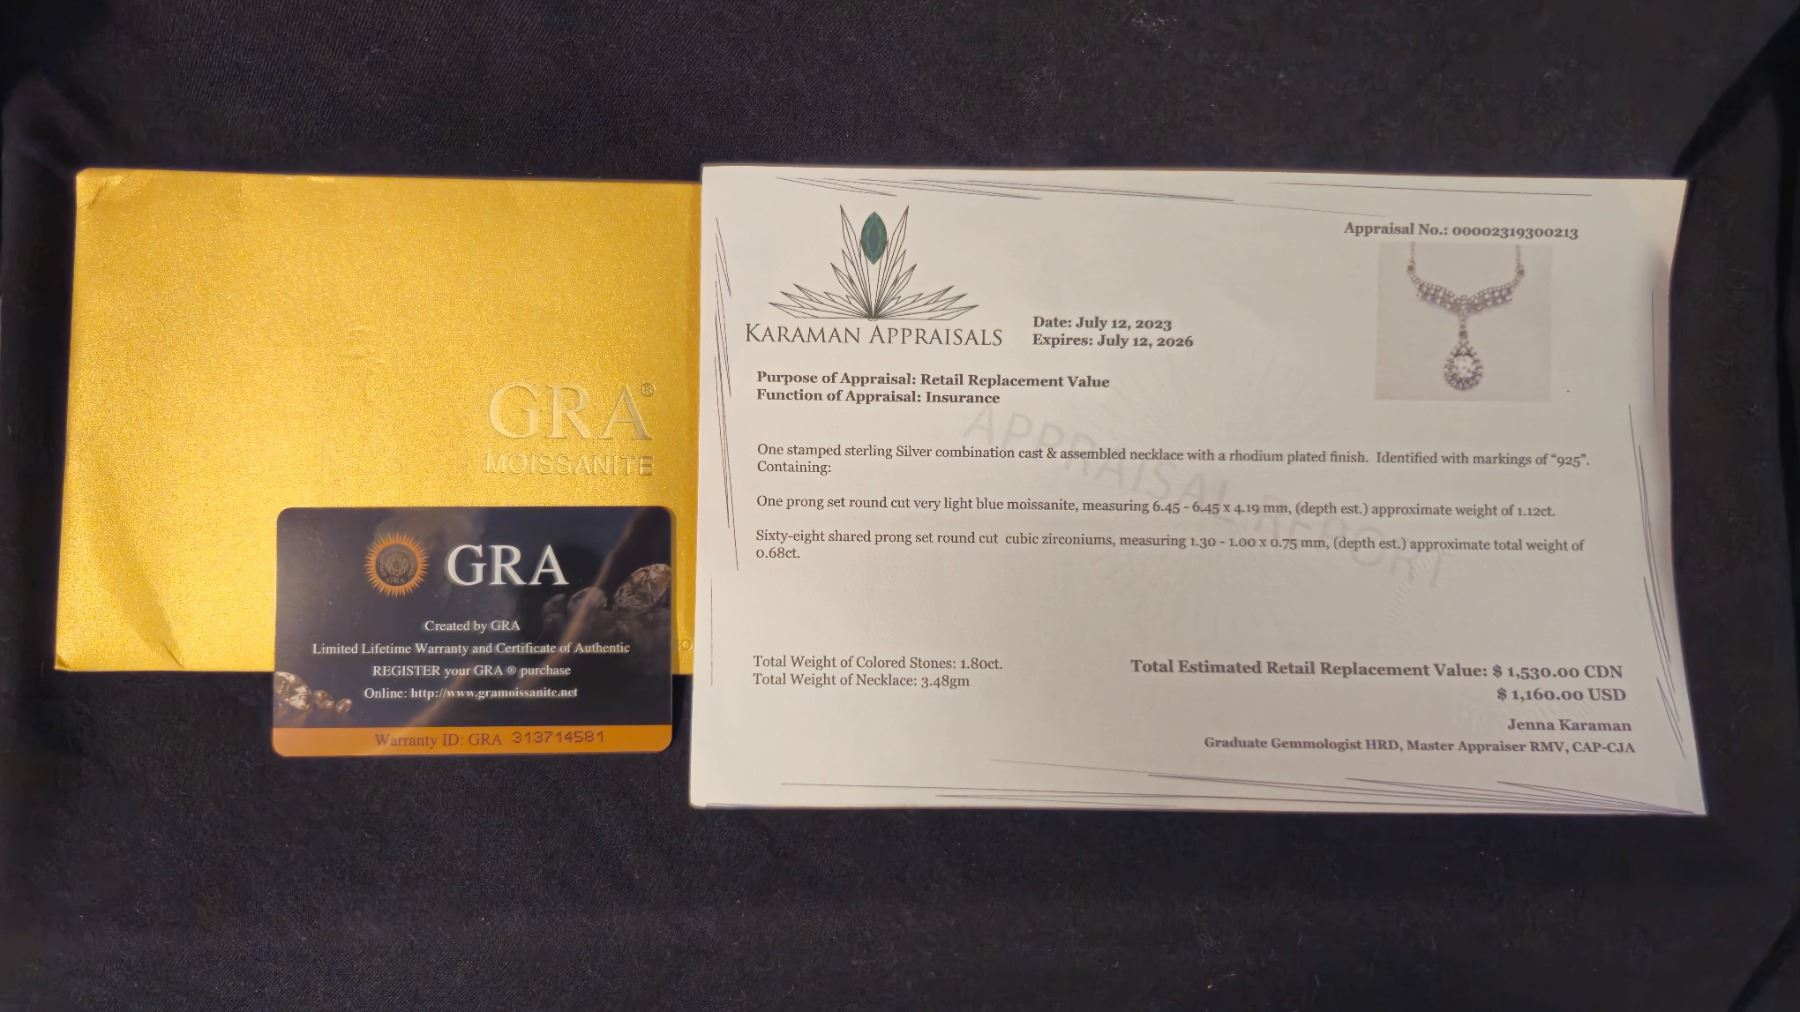 GRA®
MOISSANITE
GRA
GRA
Created by GRA
Limited Lifetime Warranty and Certificate of Authentic
REGISTER your GRA ® purchase
Online: http://www.gramoissanite.net
Warranty ID: GRA 313714581
KARAMAN APPRAISALS
Appraisal No.: 00002319300213
Date: July 12, 2023
Expires: July 12, 2026
Purpose of Appraisal: Retail Replacement Value
Function of Appraisal: Insurance
APPRAISAL REPORT
One stamped sterling Silver combination cast & assembled necklace with a rhodium plated finish. Identified with markings of "925".
Containing:
One prong set round cut very light blue moissanite, measuring 6.45 - 6.45 x 4.19 mm, (depth est.) approximate weight of 1.12ct.
Sixty-eight shared prong set round cut cubic zirconiums, measuring 1.30 - 1.00 x 0.75 mm, (depth est.) approximate total weight of
0.68ct.
Total Weight of Colored Stones: 1.80ct.
Total Weight of Necklace: 3.48gm
Total Estimated Retail Replacement Value: $ 1,530.00 CDN
$ 1,160.00 USD
Jenna Karaman
Graduate Gemmologist HRD, Master Appraiser RMV, CAP-CJA